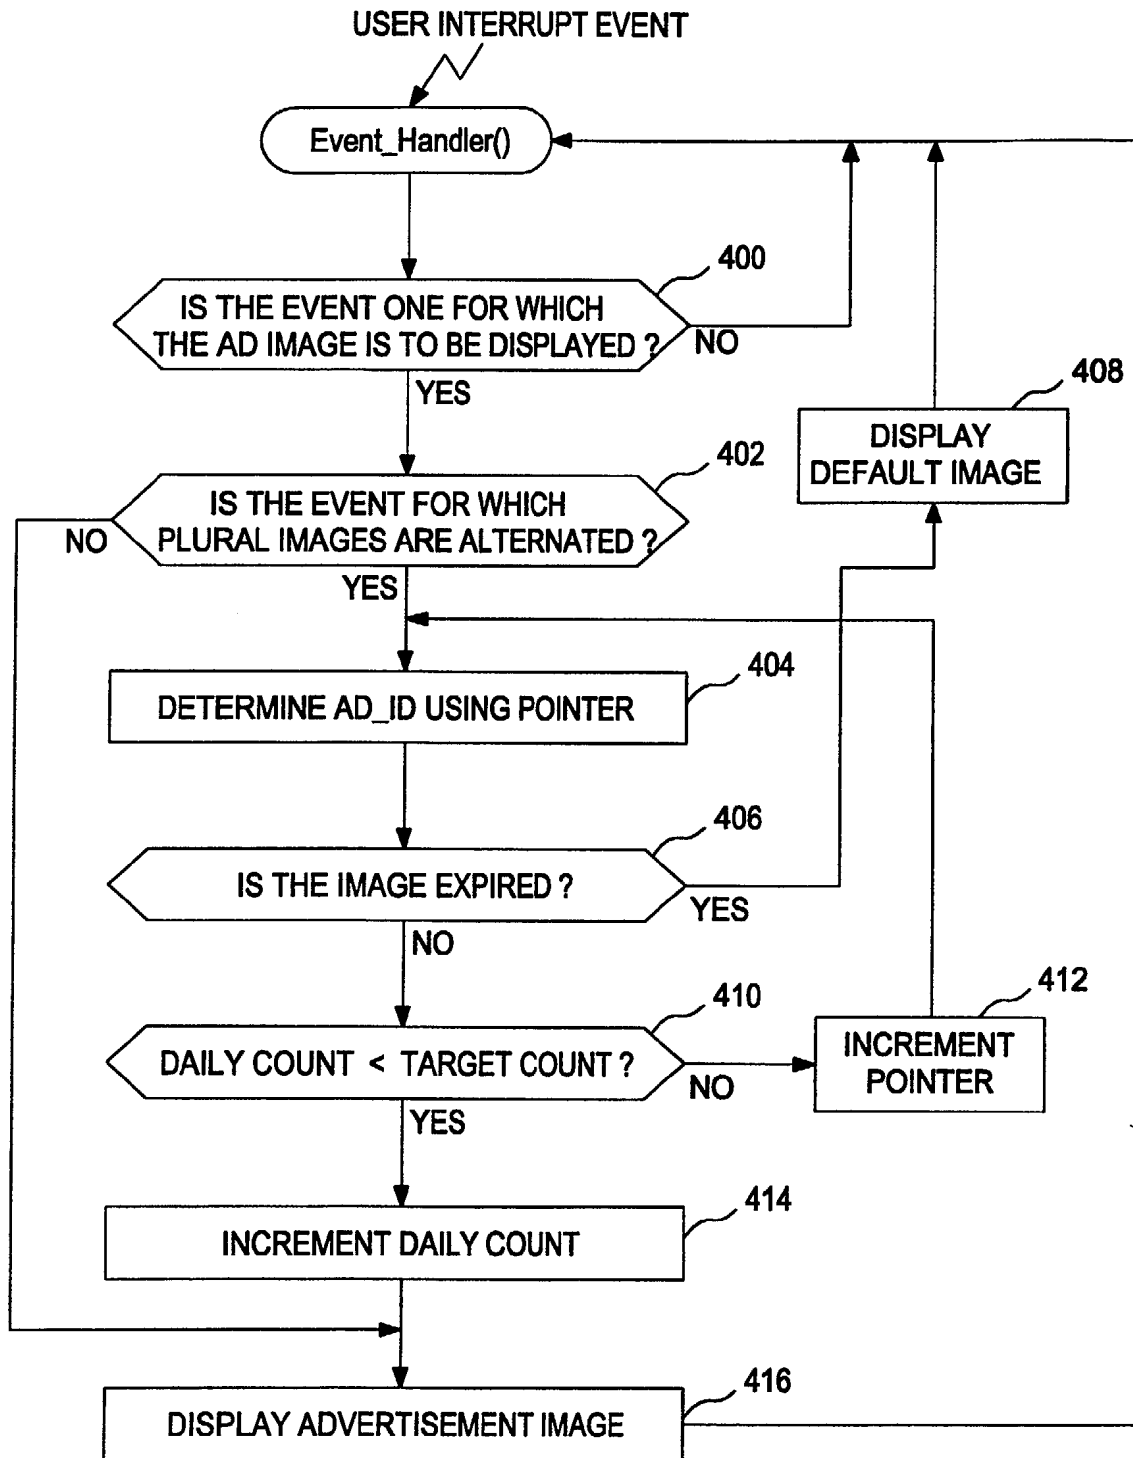 USER INTERRUPT EVENT
Event_Handler()
400
IS THE EVENT ONE FOR WHICH
THE AD IMAGE IS TO BE DISPLAYED ?
NO
YES
408
DISPLAY
DEFAULT IMAGE
402
IS THE EVENT FOR WHICH
PLURAL IMAGES ARE ALTERNATED ?
NO
YES
404
DETERMINE AD_ID USING POINTER
406
IS THE IMAGE EXPIRED ?
YES
NO
410
DAILY COUNT < TARGET COUNT ?
NO
YES
412
INCREMENT
POINTER
414
INCREMENT DAILY COUNT
416
DISPLAY ADVERTISEMENT IMAGE